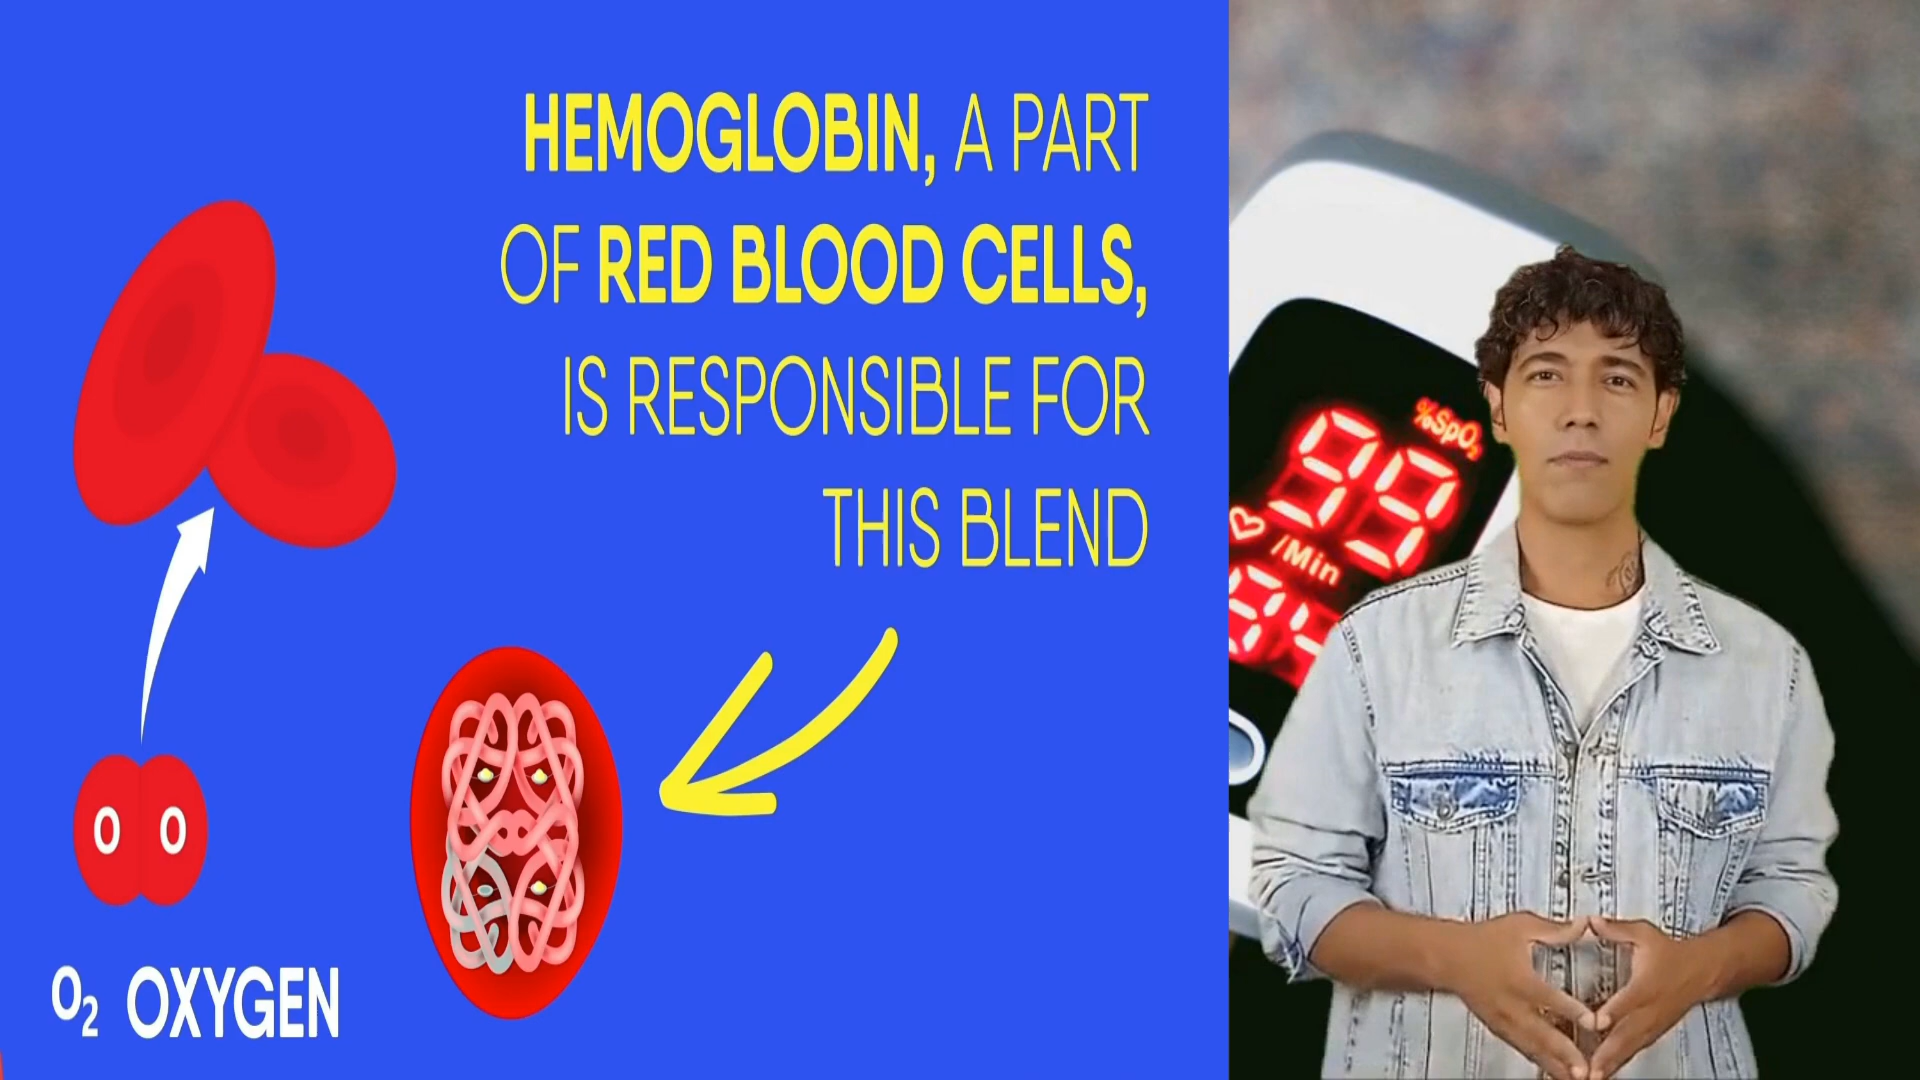 HEMOGLOBIN, A PART
OF RED BLOOD CELLS,
IS RESPONSIBLE FOR
THIS BLEND
O O
O₂ OXYGEN
%SpO₂
99
/Min